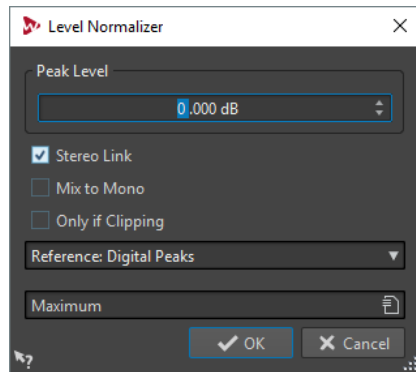 Level Normalizer
Peak Level
0.000 dB
Stereo Link
Mix to Mono
Only if Clipping
Reference: Digital Peaks
Maximum
OK
Cancel
?